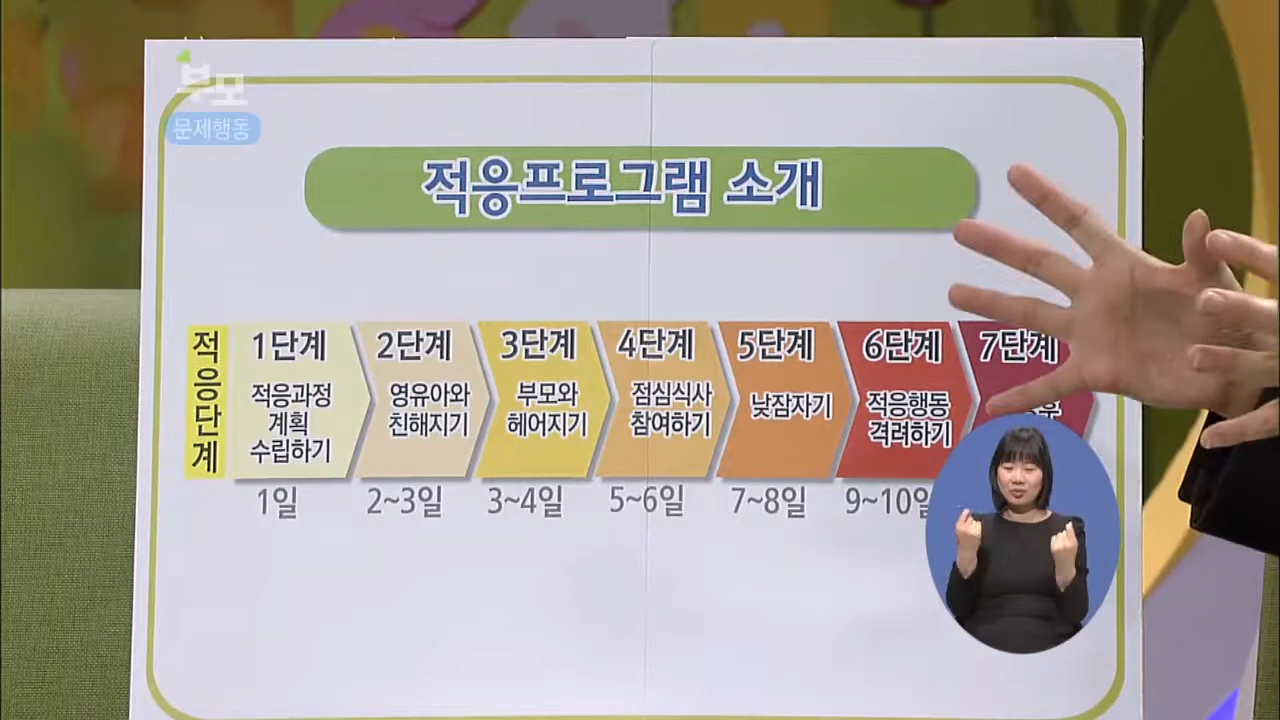 부모
문제행동
적응프로그램 소개
적응단계
1단계
적응과정
계획
수립하기
1일
2단계
영유아와
친해지기
2~3일
3단계
부모와
헤어지기
3~4일
4단계
점심식사
참여하기
5~6일
5단계
낮잠자기
7~8일
6단계
적응행동
격려하기
9~10일
7단계